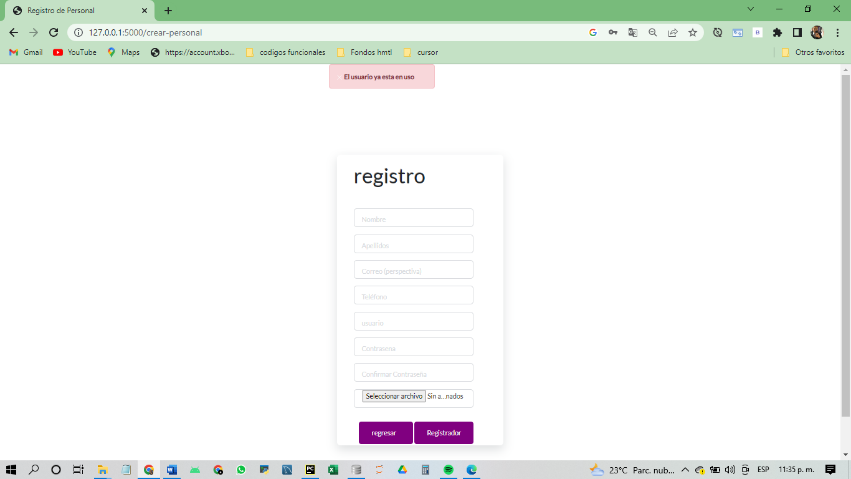 Registro de Personal
127.0.0.1:5000/crear-personal
Gmail YouTube Maps https://account.xbo... codigos funcionales Fondos hmtl cursor Otros favoritos
El usuario ya esta en uso
registro
Nombre
Apellidos
Correo (perspectiva)
Teléfono
usuario
Contrasenia
Confirmar Contraseña
Seleccionar archivo Sin a...nados
regresar Registrador
23°C Parc. nub... ESP 11:35 p. m.